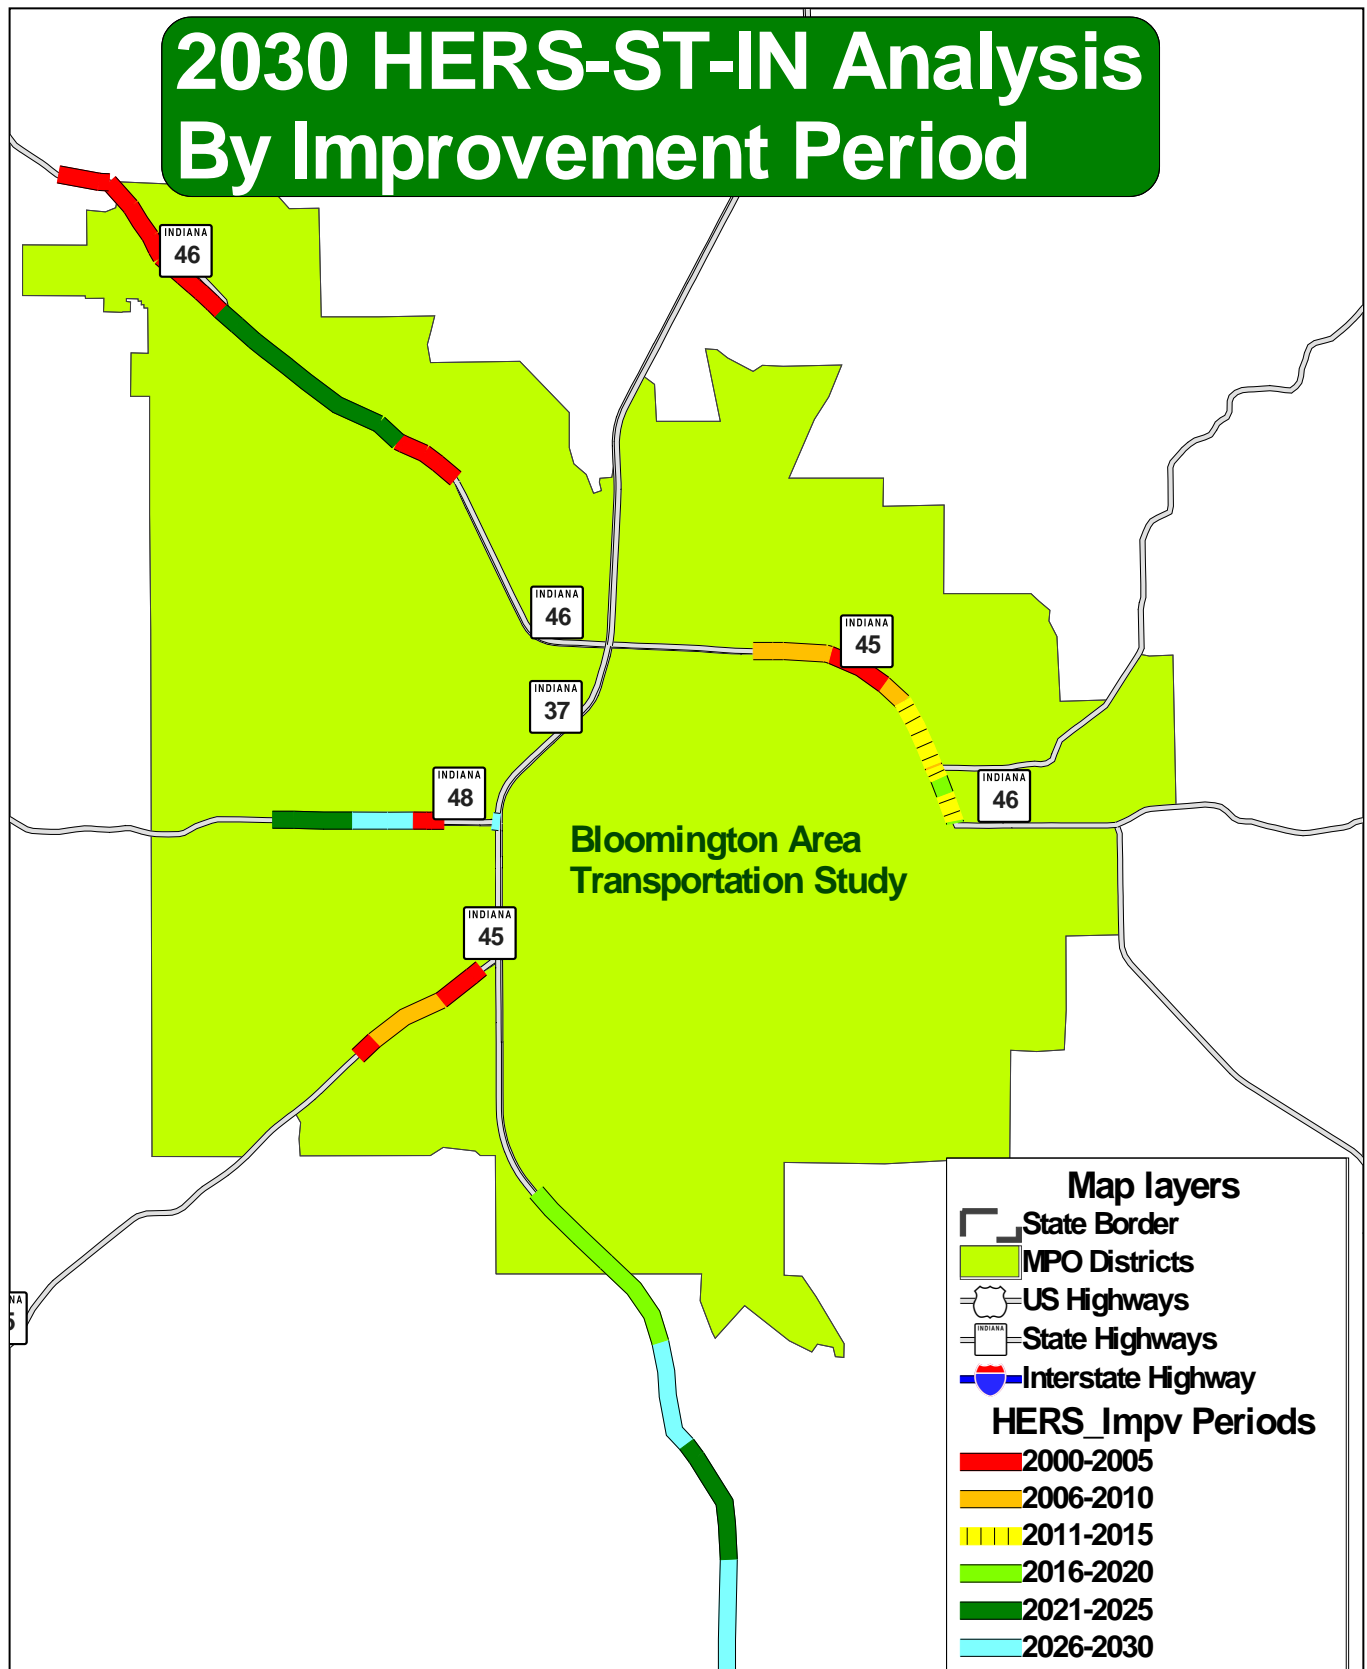 2030 HERS-ST-IN Analysis
By Improvement Period
INDIANA
46
INDIANA
46
INDIANA
45
INDIANA
37
INDIANA
48
INDIANA
46
Bloomington Area
Transportation Study
INDIANA
45
NA
Map layers
State Border
MPO Districts
US Highways
INDIANA
State Highways
Interstate Highway
HERS_Impv Periods
2000-2005
2006-2010
2011-2015
2016-2020
2021-2025
2026-2030